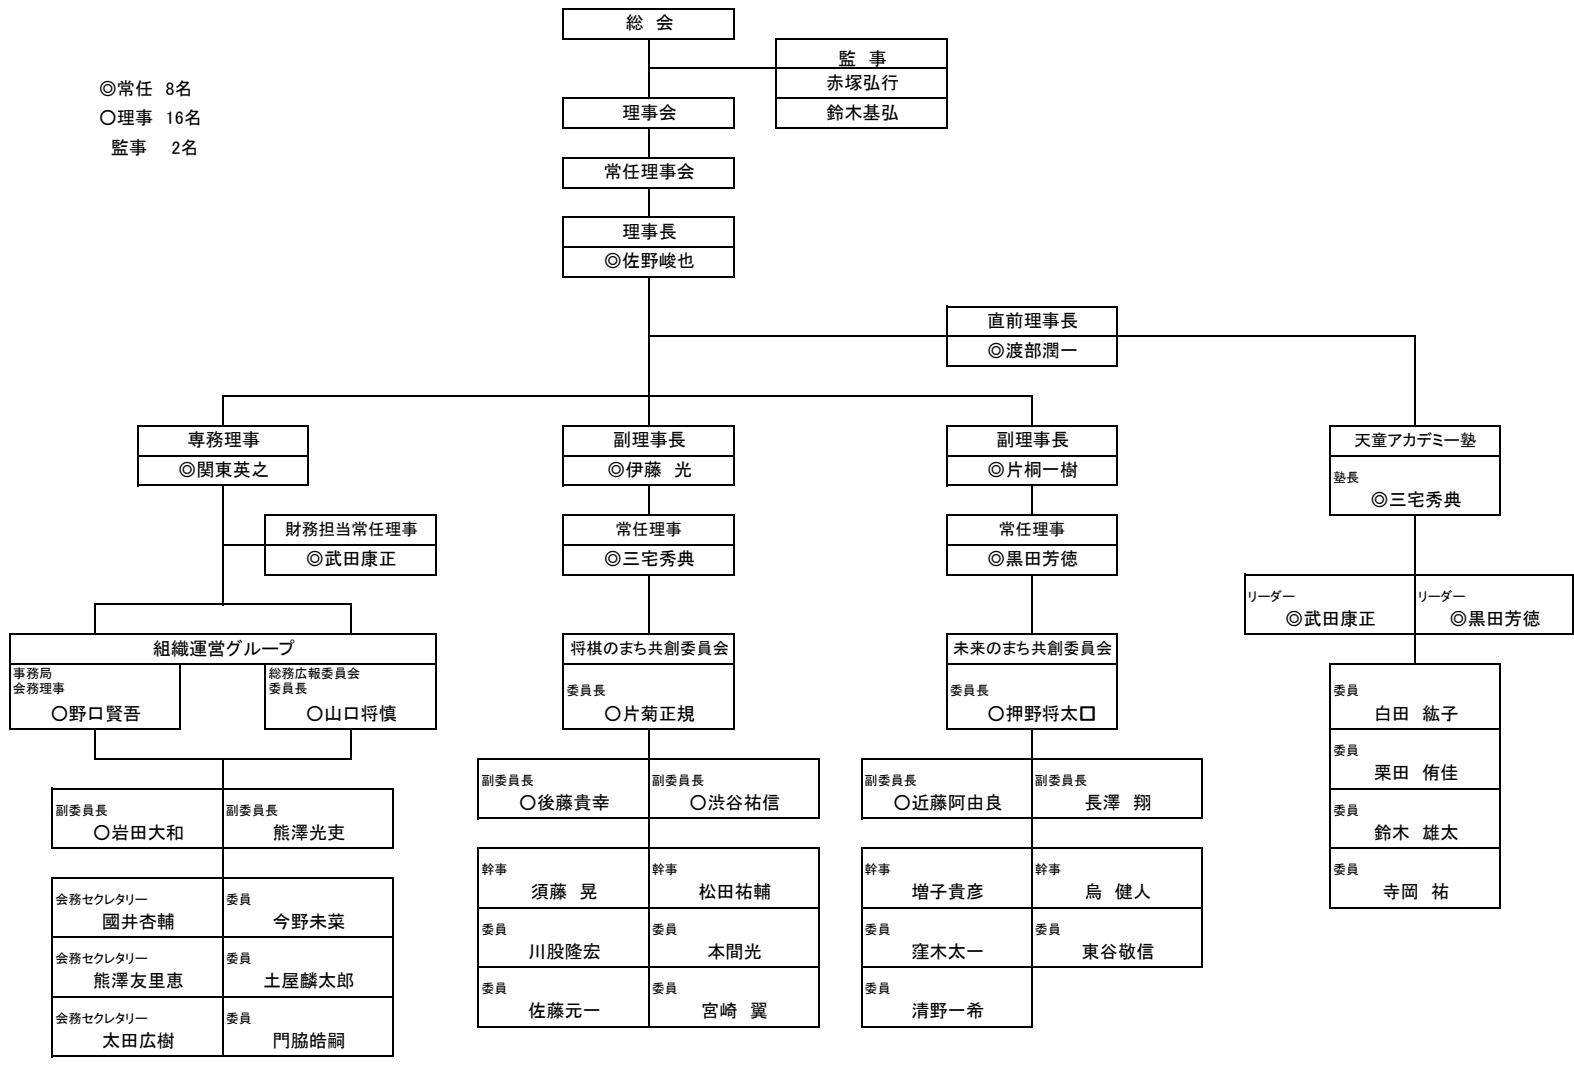 総　会
監　事
赤塚弘行
鈴木基弘
◎常任　8名
○理事　16名
監事　2名
理事会
常任理事会
理事長
◎佐野峻也
直前理事長
◎渡部潤一
専務理事
◎関東英之
財務担当常任理事
◎武田康正
組織運営グループ
事務局
会務理事
○野口賢吾
総務広報委員会
委員長
○山口将慎
副委員長
○岩田大和
副委員長
熊澤光吏
会務セクレタリー
國井杏輔
委員
今野未菜
会務セクレタリー
熊澤友里恵
委員
土屋麟太郎
会務セクレタリー
太田広樹
委員
門脇皓嗣
副理事長
◎伊藤　光
常任理事
◎三宅秀典
将棋のまち共創委員会
委員長
○片菊正規
副委員長
○後藤貴幸
副委員長
○渋谷祐信
幹事
須藤　晃
幹事
松田祐輔
委員
川股隆宏
委員
本間光
委員
佐藤元一
委員
宮崎　翼
副理事長
◎片桐一樹
常任理事
◎黒田芳徳
未来のまち共創委員会
委員長
○押野将太□
副委員長
○近藤阿由良
副委員長
長澤　翔
幹事
増子貴彦
幹事
烏　健人
委員
窪木太一
委員
東谷敬信
委員
清野一希
天童アカデミー塾
塾長
◎三宅秀典
リーダー
◎武田康正
リーダー
◎黒田芳徳
委員
白田　紘子
委員
栗田　侑佳
委員
鈴木　雄太
委員
寺岡　祐